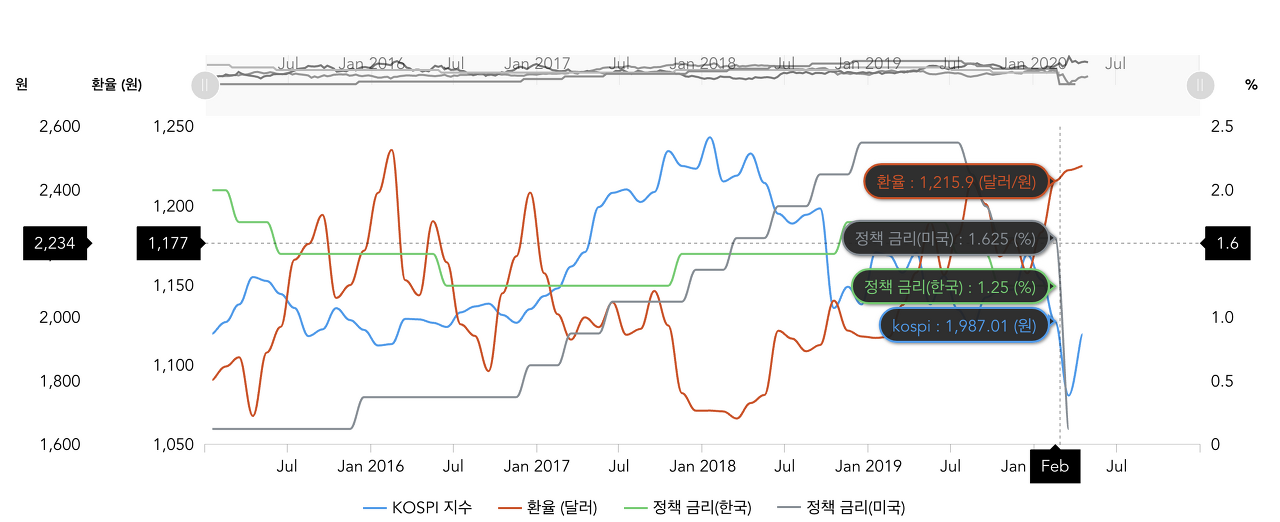 Jul Jan 2016 Jul Jan 2017 Jul Jan 2018 Jul Jan 2019 Jul Jan 2020 Jul
원 환율 (원) %
2,600 1,250 2.5
2,400 2.0
1,200
2,234 1,177 1.6
1,150
2,000 1.0
1,100
1,800 0.5
1,600 1,050 0
환율 : 1,215.9 (달러/원)
정책 금리(미국) : 1.625 (%)
정책 금리(한국) : 1.25 (%)
kospi : 1,987.01 (원)
Jul Jan 2016 Jul Jan 2017 Jul Jan 2018 Jul Jan 2019 Jul Jan Feb Jul
KOSPI 지수 환율 (달러) 정책 금리(한국) 정책 금리(미국)